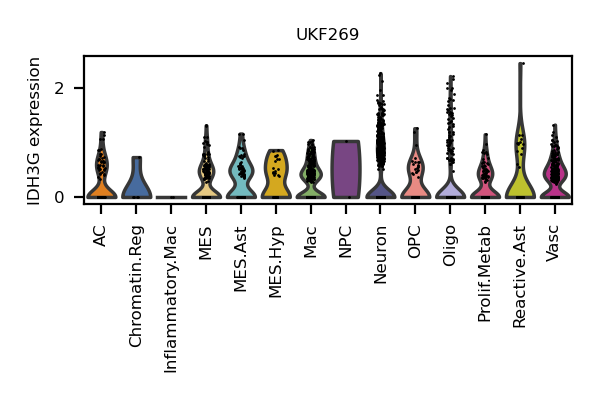 UKF269
IDH3G expression
2
0
AC
Chromatin.Reg
Inflammatory.Mac
MES
MES.Ast
MES.Hyp
Mac
NPC
Neuron
OPC
Oligo
Prolif.Metab
Reactive.Ast
Vasc